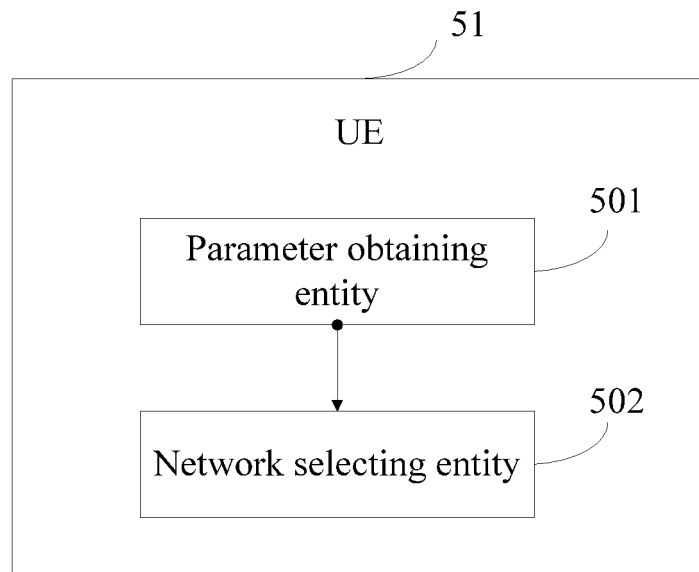 51
UE
501
Parameter obtaining
entity
502
Network selecting entity